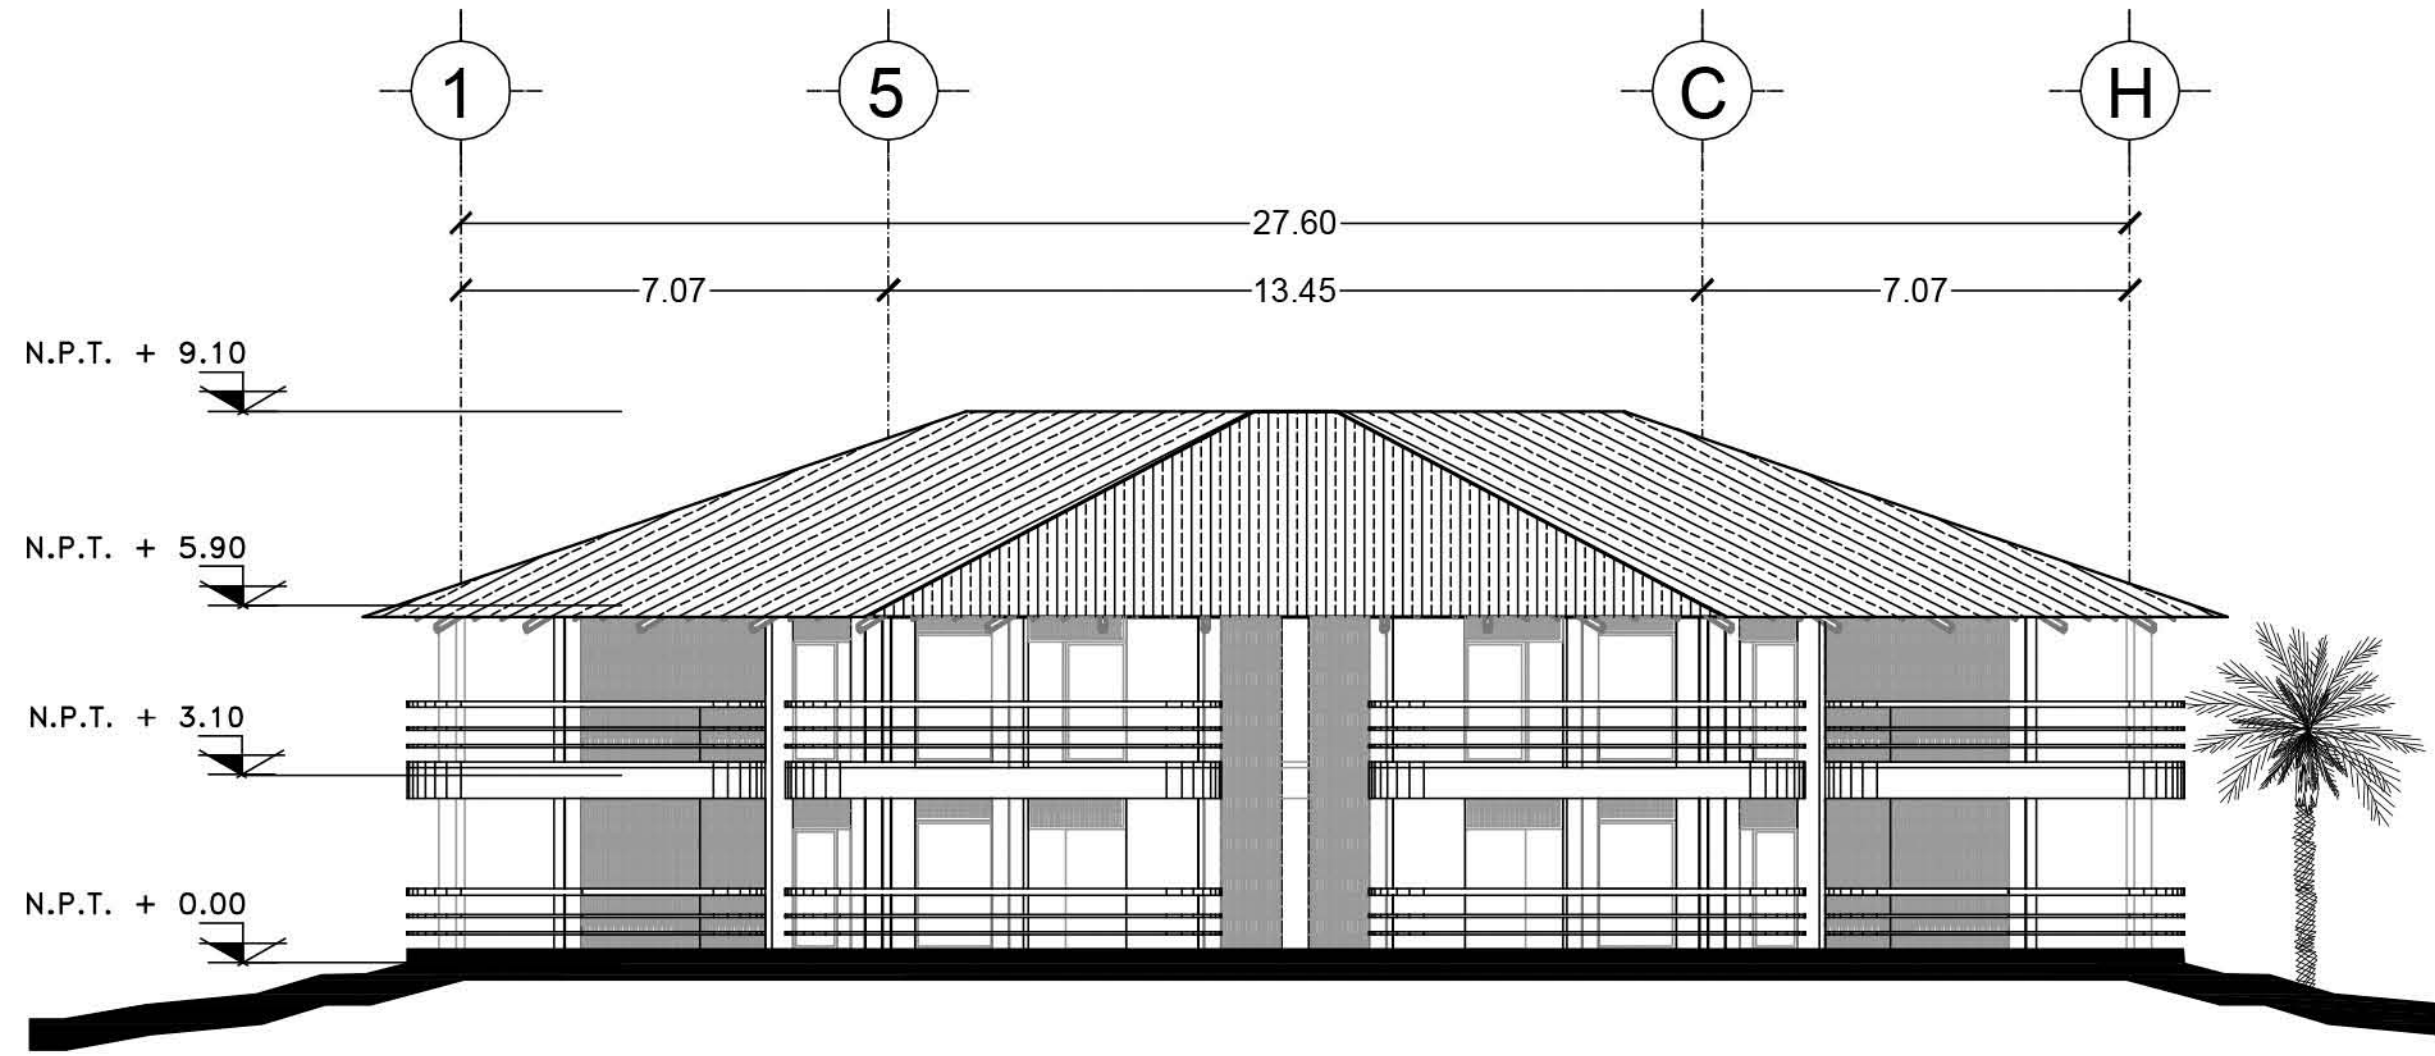 1 5 C H
27.60
7.07 13.45 7.07
N.P.T. + 9.10
N.P.T. + 5.90
N.P.T. + 3.10
N.P.T. + 0.00